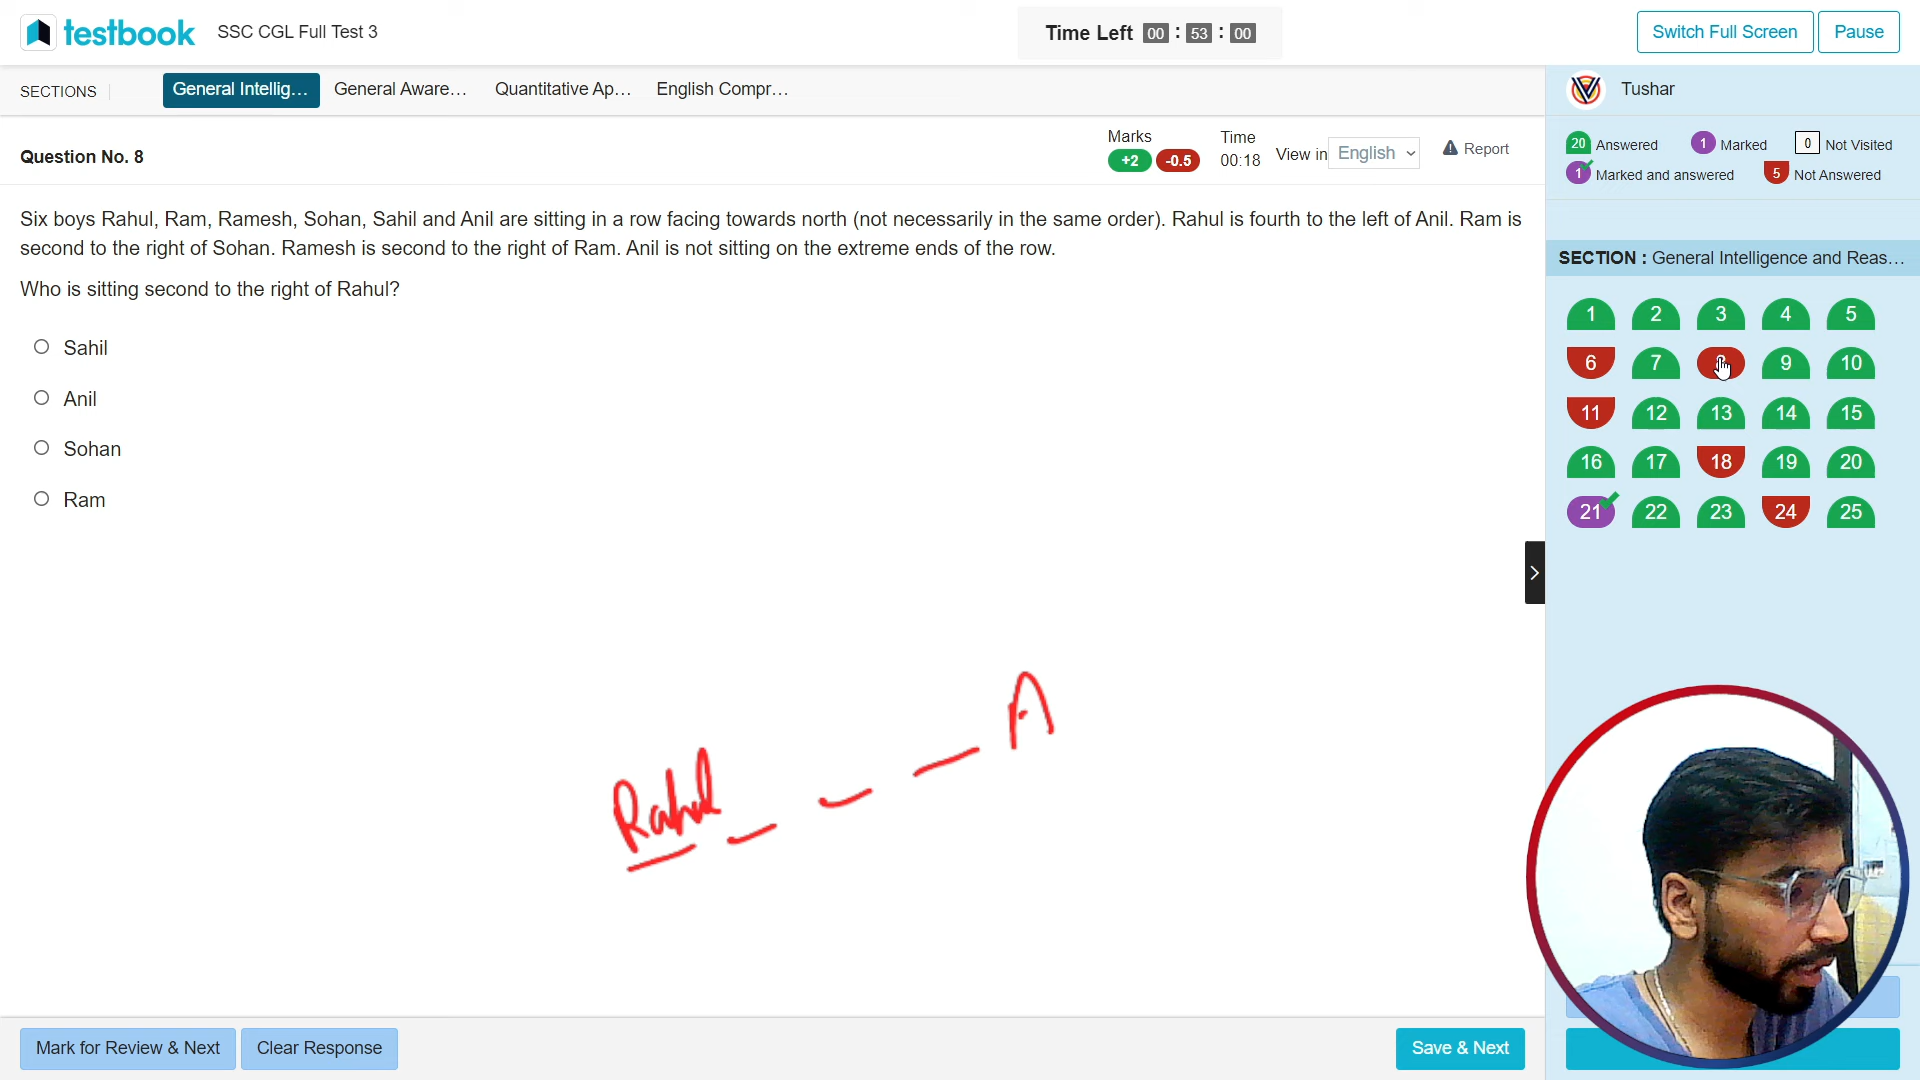 testbook SSC CGL Full Test 3 Time Left 00 : 53 : 00 Switch Full Screen Pause
SECTIONS General Intellig... General Aware... Quantitative Ap... English Compr... Tushar
Question No. 8 Marks +2 -0.5 Time 00:18 View in English Report
20 Answered 1 Marked 0 Not Visited
1 Marked and answered 5 Not Answered
Six boys Rahul, Ram, Ramesh, Sohan, Sahil and Anil are sitting in a row facing towards north (not necessarily in the same order). Rahul is fourth to the left of Anil. Ram is
second to the right of Sohan. Ramesh is second to the right of Ram. Anil is not sitting on the extreme ends of the row.
Who is sitting second to the right of Rahul?
Sahil
Anil
Sohan
Ram
SECTION : General Intelligence and Reas...
1 2 3 4 5
6 7 8 9 10
11 12 13 14 15
16 17 18 19 20
21 22 23 24 25
Rahul _ _ _ A
Mark for Review & Next Clear Response Save & Next